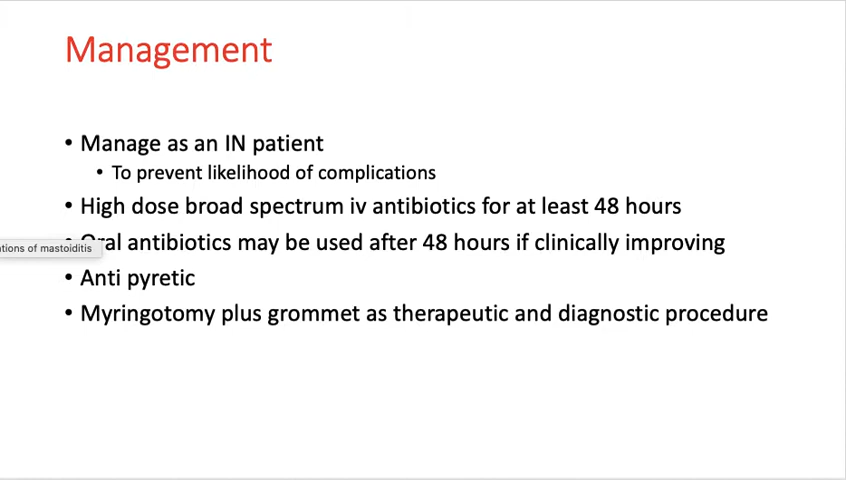 Management
• Manage as an IN patient
• To prevent likelihood of complications
• High dose broad spectrum iv antibiotics for at least 48 hours
• Oral antibiotics may be used after 48 hours if clinically improving
tions of mastoiditis
• Anti pyretic
• Myringotomy plus grommet as therapeutic and diagnostic procedure